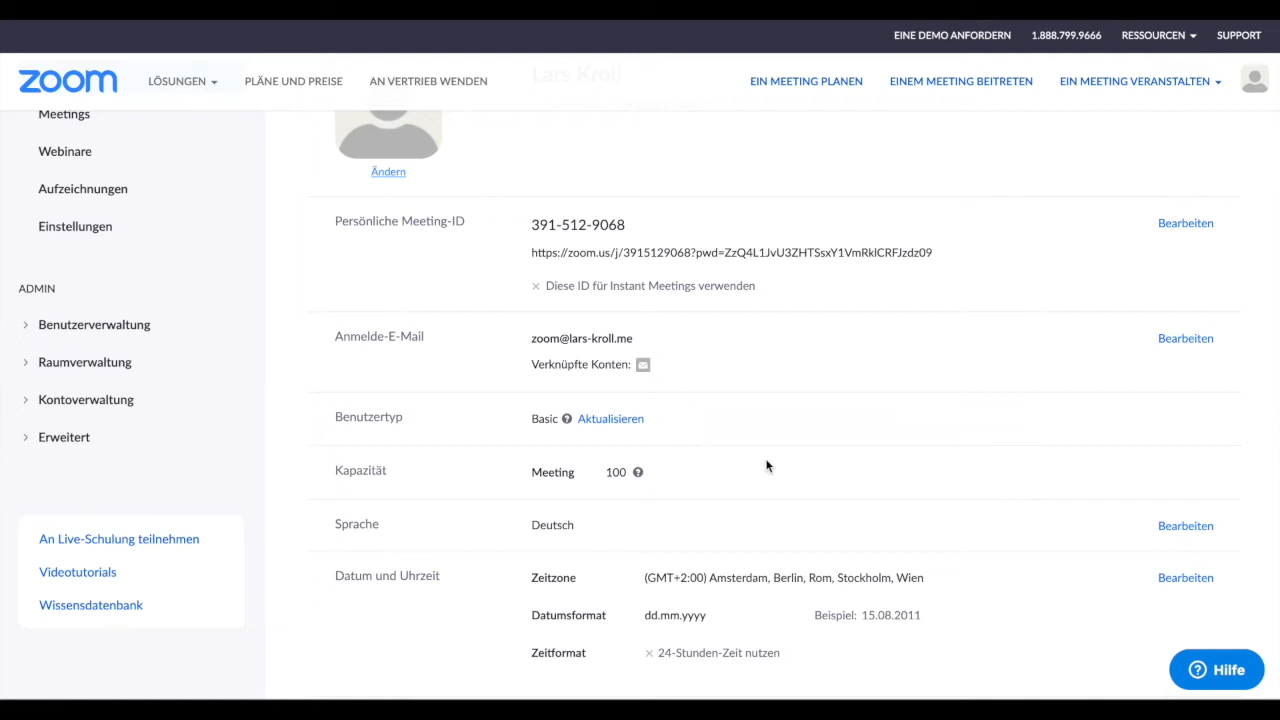 EINE DEMO ANFORDERN 1.888.799.9666 RESSOURCEN SUPPORT
zoom LÖSUNGEN PLÄNE UND PREISE AN VERTRIEB WENDEN Lars Kroll EIN MEETING PLANEN EINEM MEETING BEITRETEN EIN MEETING VERANSTALTEN
Meetings
Webinare
Aufzeichnungen
Einstellungen
ADMIN
Benutzerverwaltung
Raumverwaltung
Kontoverwaltung
Erweitert
An Live-Schulung teilnehmen
Videotutorials
Wissensdatenbank
Ändern
Persönliche Meeting-ID 391-512-9068 Bearbeiten
https://zoom.us/j/3915129068?pwd=ZzQ4L1JvU3ZHTSsxY1VmRklCRFJzdz09
× Diese ID für Instant Meetings verwenden
Anmelde-E-Mail zoom@lars-kroll.me Bearbeiten
Verknüpfte Konten:
Benutzertyp Basic Aktualisieren
Kapazität Meeting 100
Sprache Deutsch Bearbeiten
Datum und Uhrzeit Zeitzone (GMT+2:00) Amsterdam, Berlin, Rom, Stockholm, Wien Bearbeiten
Datumsformat dd.mm.yyyy Beispiel: 15.08.2011
Zeitformat × 24-Stunden-Zeit nutzen
Hilfe